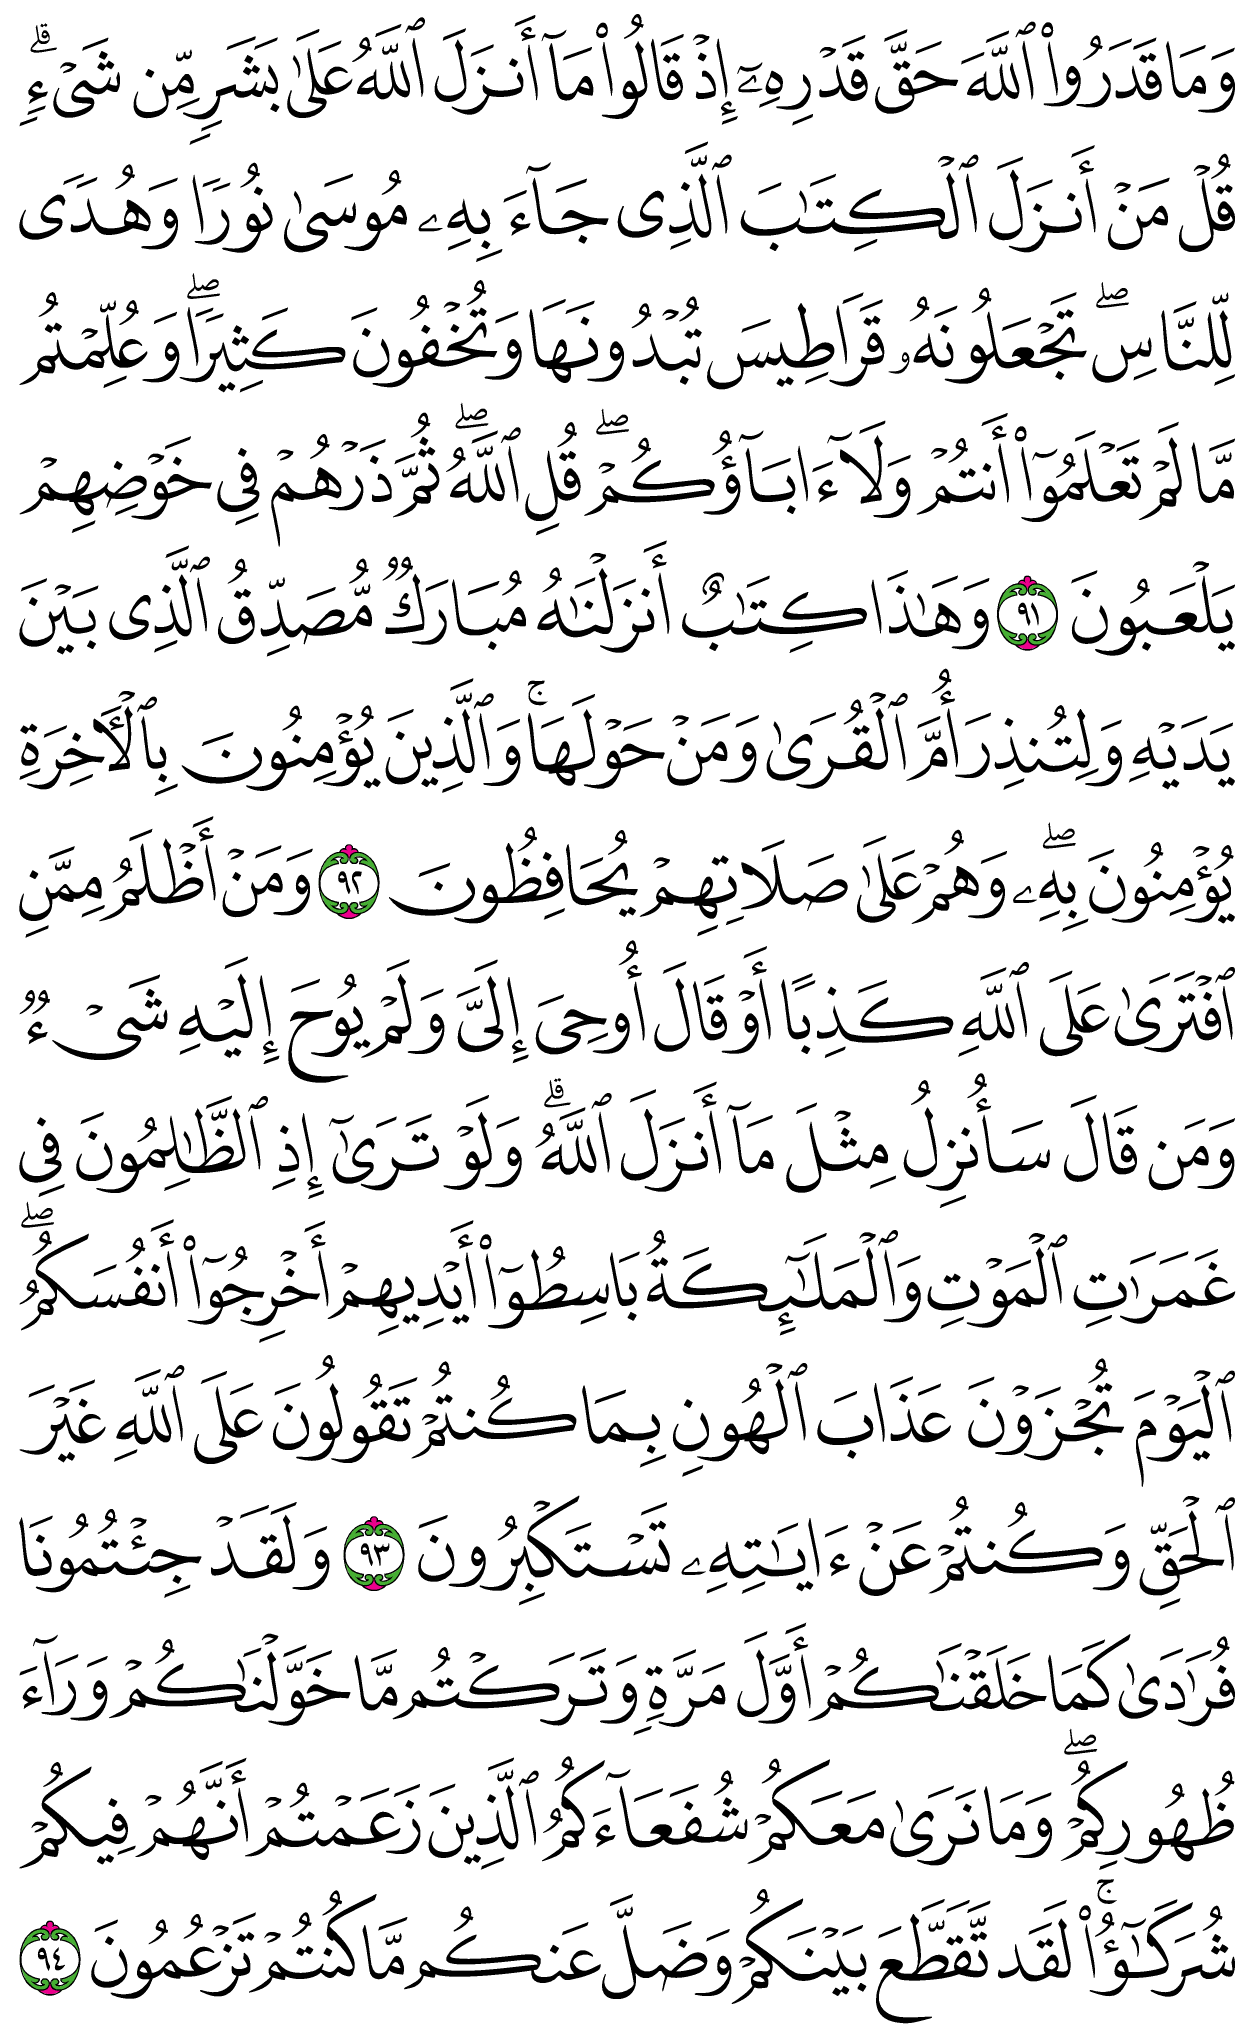 وَمَا قَدَرُوا۟ ٱللَّهَ حَقَّ قَدْرِهِۦٓ إِذْ قَالُوا۟ مَآ أَنزَلَ ٱللَّهُ عَلَىٰ بَشَرٍ مِّن شَىْءٍ ۗ
قُلْ مَنْ أَنزَلَ ٱلْكِتَـٰبَ ٱلَّذِى جَآءَ بِهِۦ مُوسَىٰ نُورًا وَهُدًى
لِّلنَّاسِ ۖ تَجْعَلُونَهُۥ قَرَاطِيسَ تُبْدُونَهَا وَتُخْفُونَ كَثِيرًا ۖ وَعُلِّمْتُم
مَّا لَمْ تَعْلَمُوٓا۟ أَنتُمْ وَلَآ ءَابَآؤُكُمْ ۖ قُلِ ٱللَّهُ ۖ ثُمَّ ذَرْهُمْ فِى خَوْضِهِمْ
يَلْعَبُونَ ٩١ وَهَـٰذَا كِتَـٰبٌ أَنزَلْنَـٰهُ مُبَارَكٌ مُّصَدِّقُ ٱلَّذِى بَيْنَ
يَدَيْهِ وَلِتُنذِرَ أُمَّ ٱلْقُرَىٰ وَمَنْ حَوْلَهَا ۚ وَٱلَّذِينَ يُؤْمِنُونَ بِٱلْـَٔاخِرَةِ
يُؤْمِنُونَ بِهِۦ ۖ وَهُمْ عَلَىٰ صَلَاتِهِمْ يُحَافِظُونَ ٩٢ وَمَنْ أَظْلَمُ مِمَّنِ
ٱفْتَرَىٰ عَلَى ٱللَّهِ كَذِبًا أَوْ قَالَ أُوحِىَ إِلَىَّ وَلَمْ يُوحَ إِلَيْهِ شَىْءٌ
وَمَن قَالَ سَأُنزِلُ مِثْلَ مَآ أَنزَلَ ٱللَّهُ ۗ وَلَوْ تَرَىٰٓ إِذِ ٱلظَّـٰلِمُونَ فِى
غَمَرَٰتِ ٱلْمَوْتِ وَٱلْمَلَـٰٓئِكَةُ بَاسِطُوٓا۟ أَيْدِيهِمْ أَخْرِجُوٓا۟ أَنفُسَكُمُ ۖ
ٱلْيَوْمَ تُجْزَوْنَ عَذَابَ ٱلْهُونِ بِمَا كُنتُمْ تَقُولُونَ عَلَى ٱللَّهِ غَيْرَ
ٱلْحَقِّ وَكُنتُمْ عَنْ ءَايَـٰتِهِۦ تَسْتَكْبِرُونَ ٩٣ وَلَقَدْ جِئْتُمُونَا
فُرَٰدَىٰ كَمَا خَلَقْنَـٰكُمْ أَوَّلَ مَرَّةٍ وَتَرَكْتُم مَّا خَوَّلْنَـٰكُمْ وَرَآءَ
ظُهُورِكُمْ ۖ وَمَا نَرَىٰ مَعَكُمْ شُفَعَآءَكُمُ ٱلَّذِينَ زَعَمْتُمْ أَنَّهُمْ فِيكُمْ
شُرَكَـٰٓؤُا۟ ۚ لَقَد تَّقَطَّعَ بَيْنَكُمْ وَضَلَّ عَنكُم مَّا كُنتُمْ تَزْعُمُونَ ٩٤